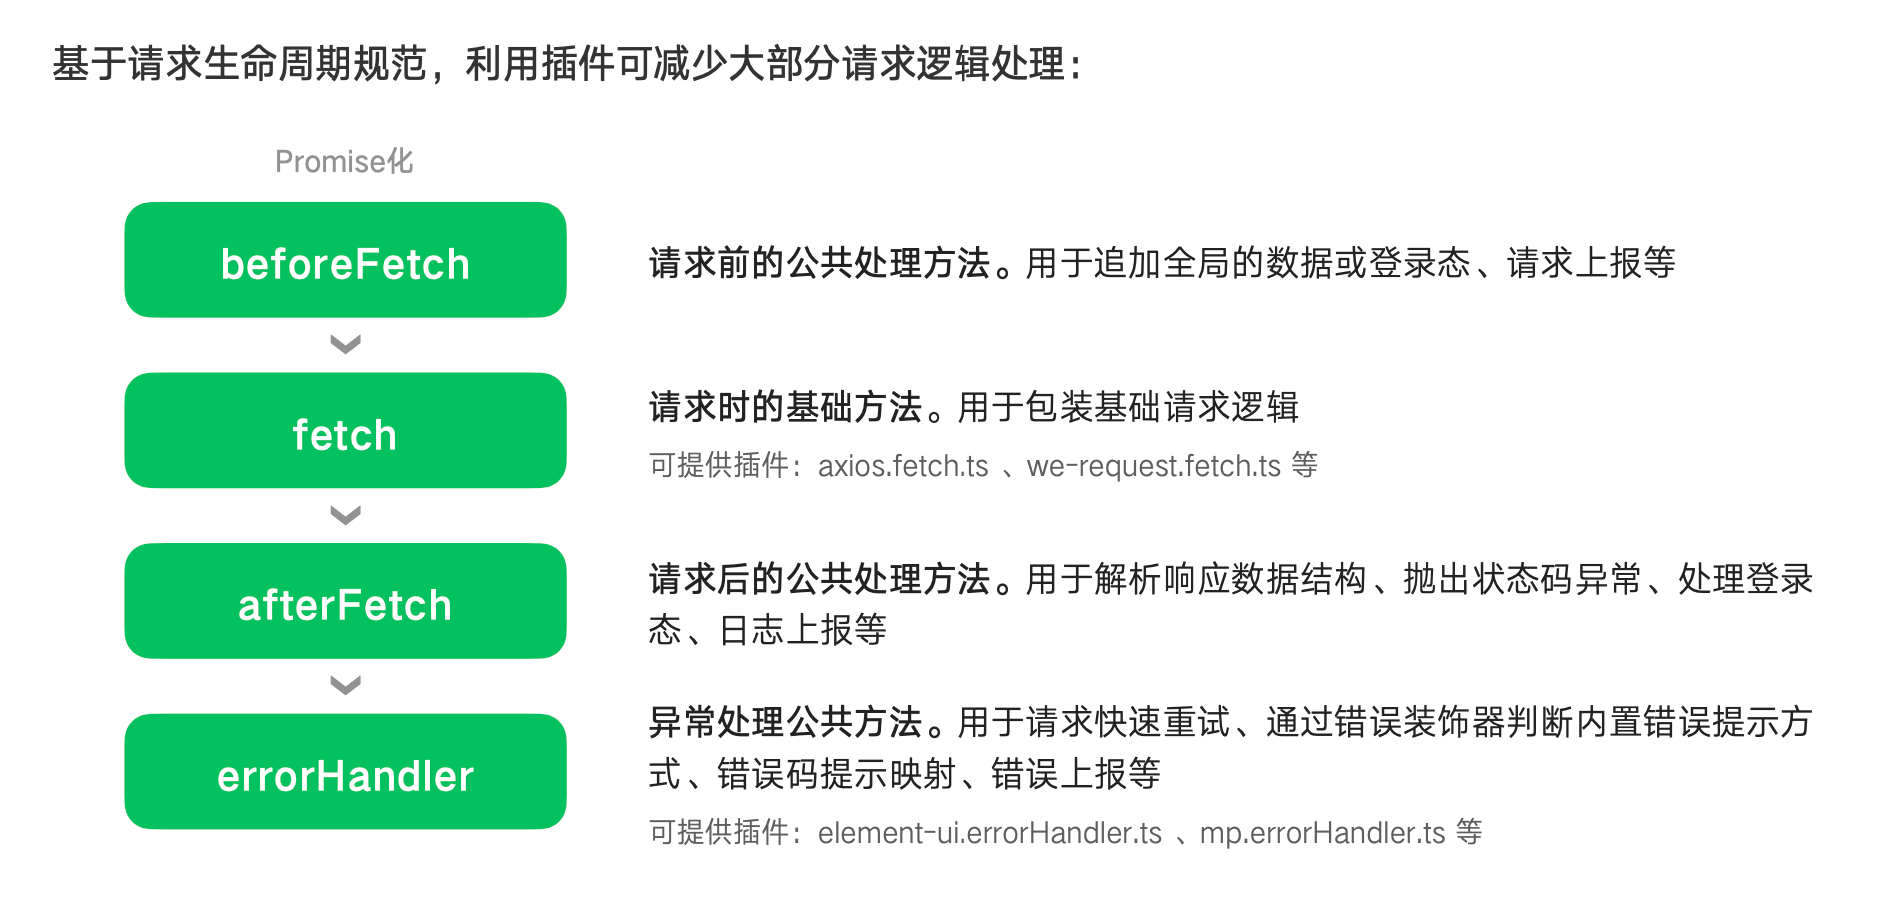 基于请求生命周期规范，利用插件可减少大部分请求逻辑处理：
Promise化
beforeFetch
请求前的公共处理方法。用于追加全局的数据或登录态、请求上报等
fetch
请求时的基础方法。用于包装基础请求逻辑
可提供插件：axios.fetch.ts 、we-request.fetch.ts 等
afterFetch
请求后的公共处理方法。用于解析响应数据结构、抛出状态码异常、处理登录
态、日志上报等
errorHandler
异常处理公共方法。用于请求快速重试、通过错误装饰器判断内置错误提示方
式、错误码提示映射、错误上报等
可提供插件：element-ui.errorHandler.ts 、mp.errorHandler.ts 等